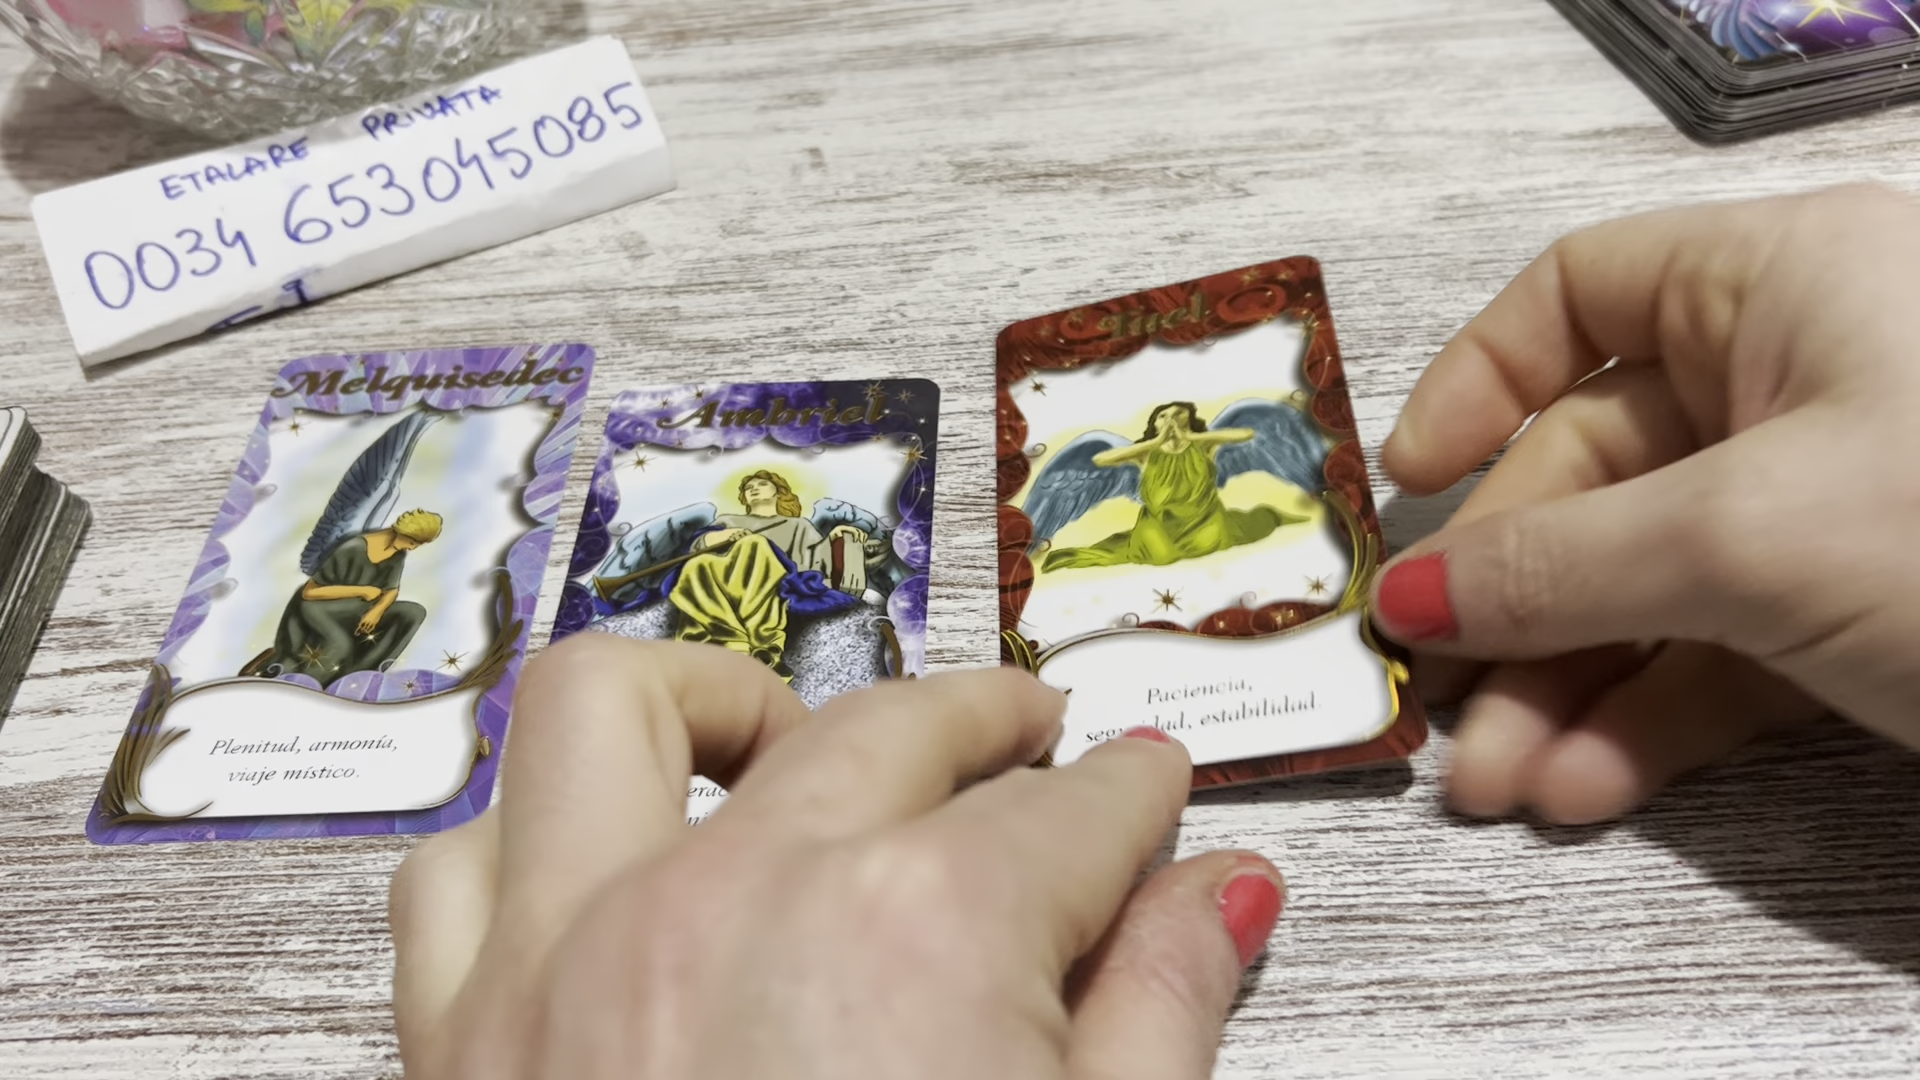 ETALARE PRIVATA
0034 653045085
Melquisedec
Plenitud, armonía,
viaje místico.
Ambriel
Paciencia,
estabilidad.